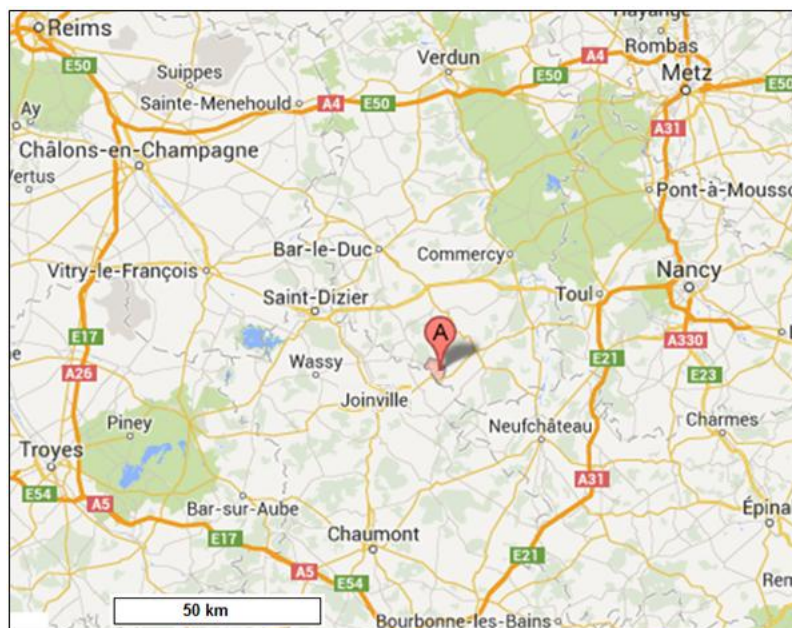 Hayange
Reims
Rombas
A4
Verdun
E50
Suippes
Metz
E50
Sainte-Menehould
A4
E50
Ay
A31
Châlons-en-Champagne
Vertus
Pont-à-Mousso
Bar-le-Duc
Commercy
Vitry-le-François
Nancy
Saint-Dizier
Toul
E17
A330
A
E21
Wassy
A26
E23
Joinville
Piney
Charmes
Neufchâteau
Troyes
A31
E54
A5
Bar-sur-Aube
Épina
Chaumont
E17
E21
A5
E54
Rem
50 km
Bourbonne-les-Bains